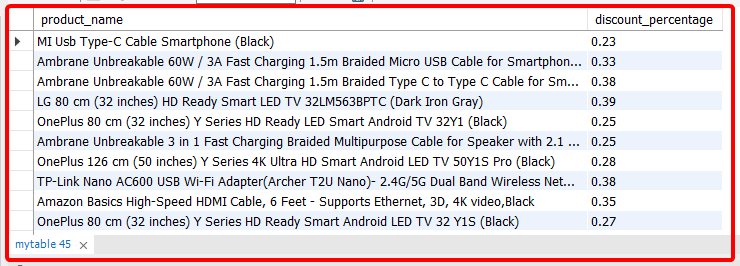 product_name discount_percentage
MI Usb Type-C Cable Smartphone (Black) 0.23
Ambrane Unbreakable 60W / 3A Fast Charging 1.5m Braided Micro USB Cable for Smartphon... 0.33
Ambrane Unbreakable 60W / 3A Fast Charging 1.5m Braided Type C to Type C Cable for Sm... 0.38
LG 80 cm (32 inches) HD Ready Smart LED TV 32LM563BPTC (Dark Iron Gray) 0.39
OnePlus 80 cm (32 inches) Y Series HD Ready LED Smart Android TV 32Y1 (Black) 0.25
Ambrane Unbreakable 3 in 1 Fast Charging Braided Multipurpose Cable for Speaker with 2.1 ... 0.25
OnePlus 126 cm (50 inches) Y Series 4K Ultra HD Smart Android LED TV 50Y1S Pro (Black) 0.28
TP-Link Nano AC600 USB Wi-Fi Adapter(Archer T2U Nano)- 2.4G/5G Dual Band Wireless Net... 0.38
Amazon Basics High-Speed HDMI Cable, 6 Feet - Supports Ethernet, 3D, 4K video,Black 0.35
OnePlus 80 cm (32 inches) Y Series HD Ready Smart Android LED TV 32 Y1S (Black) 0.27
mytable 45